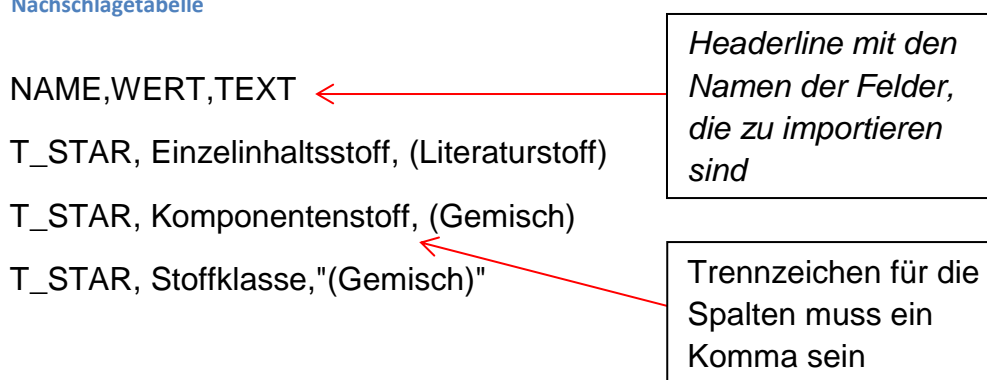 Nachschlagetabelle
NAME,WERT,TEXT
T_STAR, Einzelinhaltsstoff, (Literaturstoff)
T_STAR, Komponentenstoff, (Gemisch)
T_STAR, Stoffklasse,"(Gemisch)"
Headerline mit den
Namen der Felder,
die zu importieren
sind
Trennzeichen für die
Spalten muss ein
Komma sein